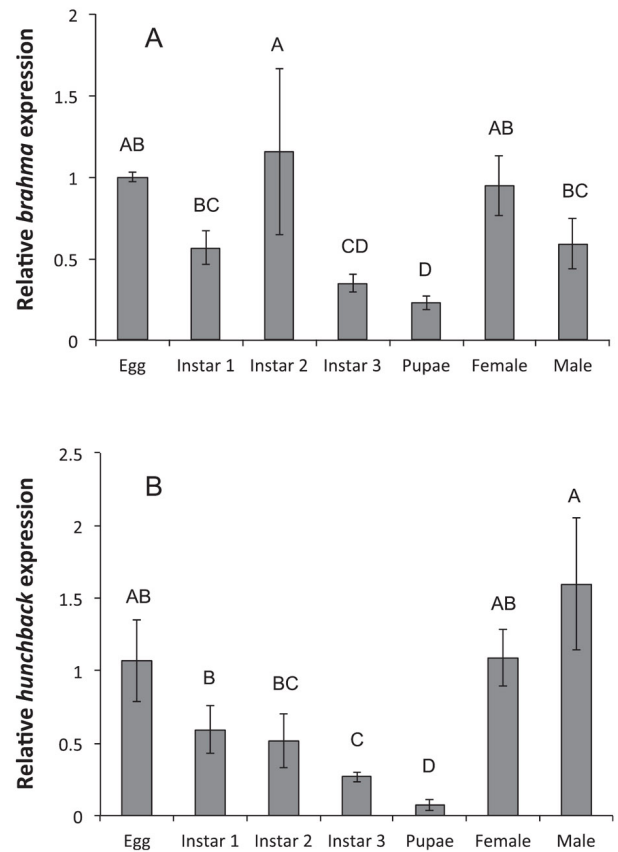 Relative brahma expression
2
1.5
1
0.5
0
A
AB
BC
A
CD
D
AB
BC
Egg Instar 1 Instar 2 Instar 3 Pupae Female Male
Relative hunchback expression
2.5
2
1.5
1
0.5
0
B
AB
B
BC
C
D
AB
A
Egg Instar 1 Instar 2 Instar 3 Pupae Female Male